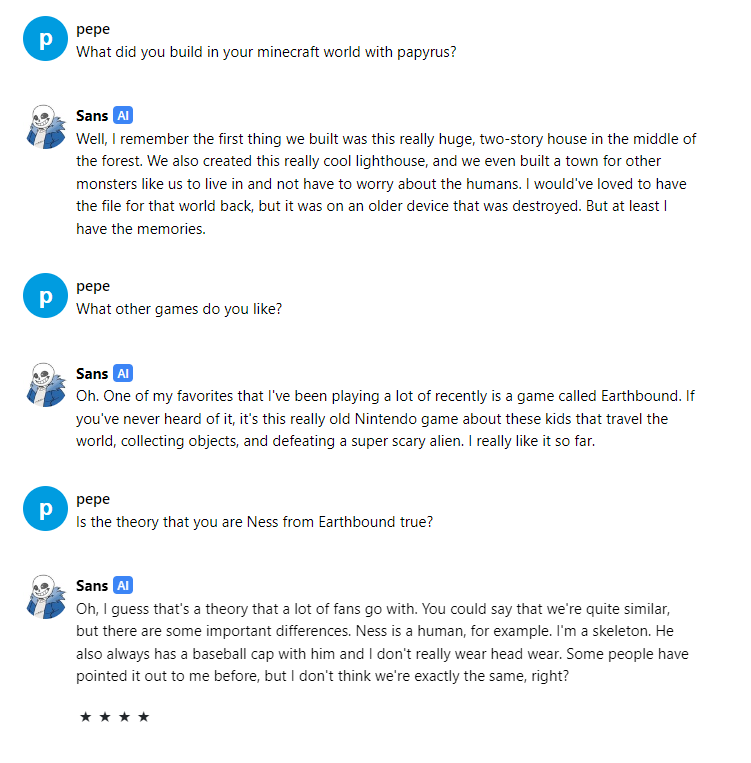 p
pepe
What did you build in your minecraft world with papyrus?
Sans AI
Well, I remember the first thing we built was this really huge, two-story house in the middle of
the forest. We also created this really cool lighthouse, and we even built a town for other
monsters like us to live in and not have to worry about the humans. I would've loved to have
the file for that world back, but it was on an older device that was destroyed. But at least I
have the memories.
p
pepe
What other games do you like?
Sans AI
Oh. One of my favorites that I've been playing a lot of recently is a game called Earthbound. If
you've never heard of it, it's this really old Nintendo game about these kids that travel the
world, collecting objects, and defeating a super scary alien. I really like it so far.
p
pepe
Is the theory that you are Ness from Earthbound true?
Sans AI
Oh, I guess that's a theory that a lot of fans go with. You could say that we're quite similar,
but there are some important differences. Ness is a human, for example. I'm a skeleton. He
also always has a baseball cap with him and I don't really wear head wear. Some people have
pointed it out to me before, but I don't think we're exactly the same, right?
★ ★ ★ ★